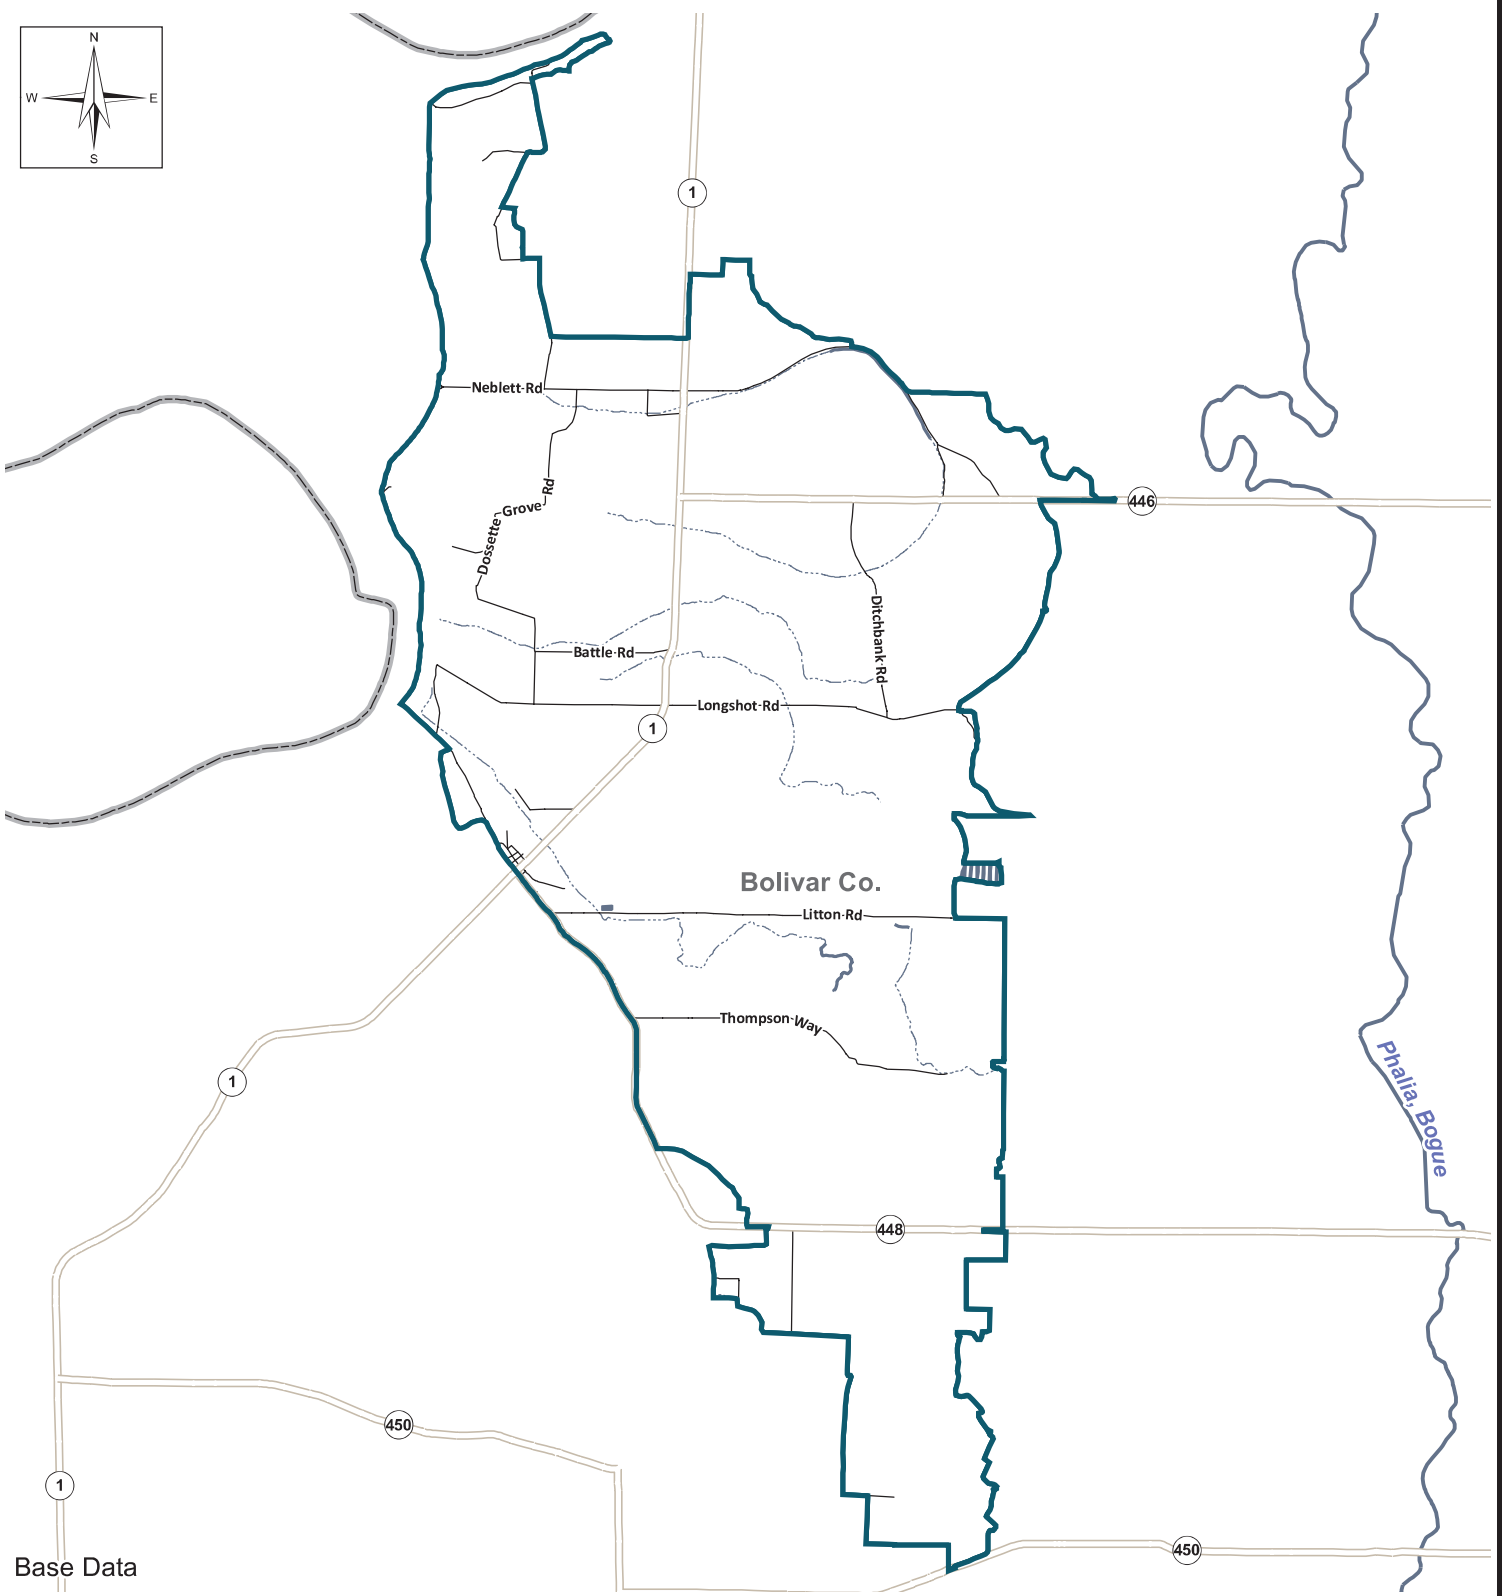 N
W E
S
1
Neblett Rd
446
Dossette Grove Rd
Ditchbank Rd
Battle Rd
Longshot Rd
1
Bolivar Co.
Litton Rd
Thompson Way
1
Phalia, Bogue
448
450
1
450
Base Data